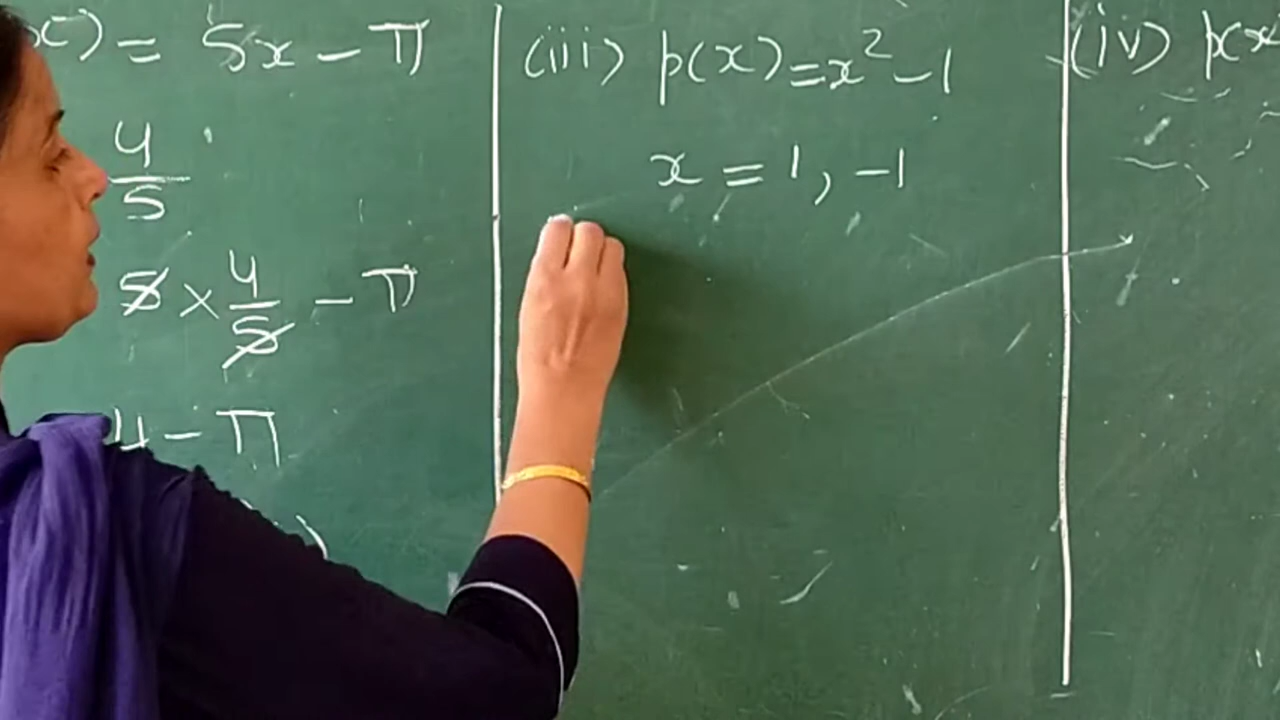 x) = 5x - π
4/5
5 × 4/5 - π
4 - π
(iii) p(x) = x² - 1
x = 1, -1
(iv) p(x